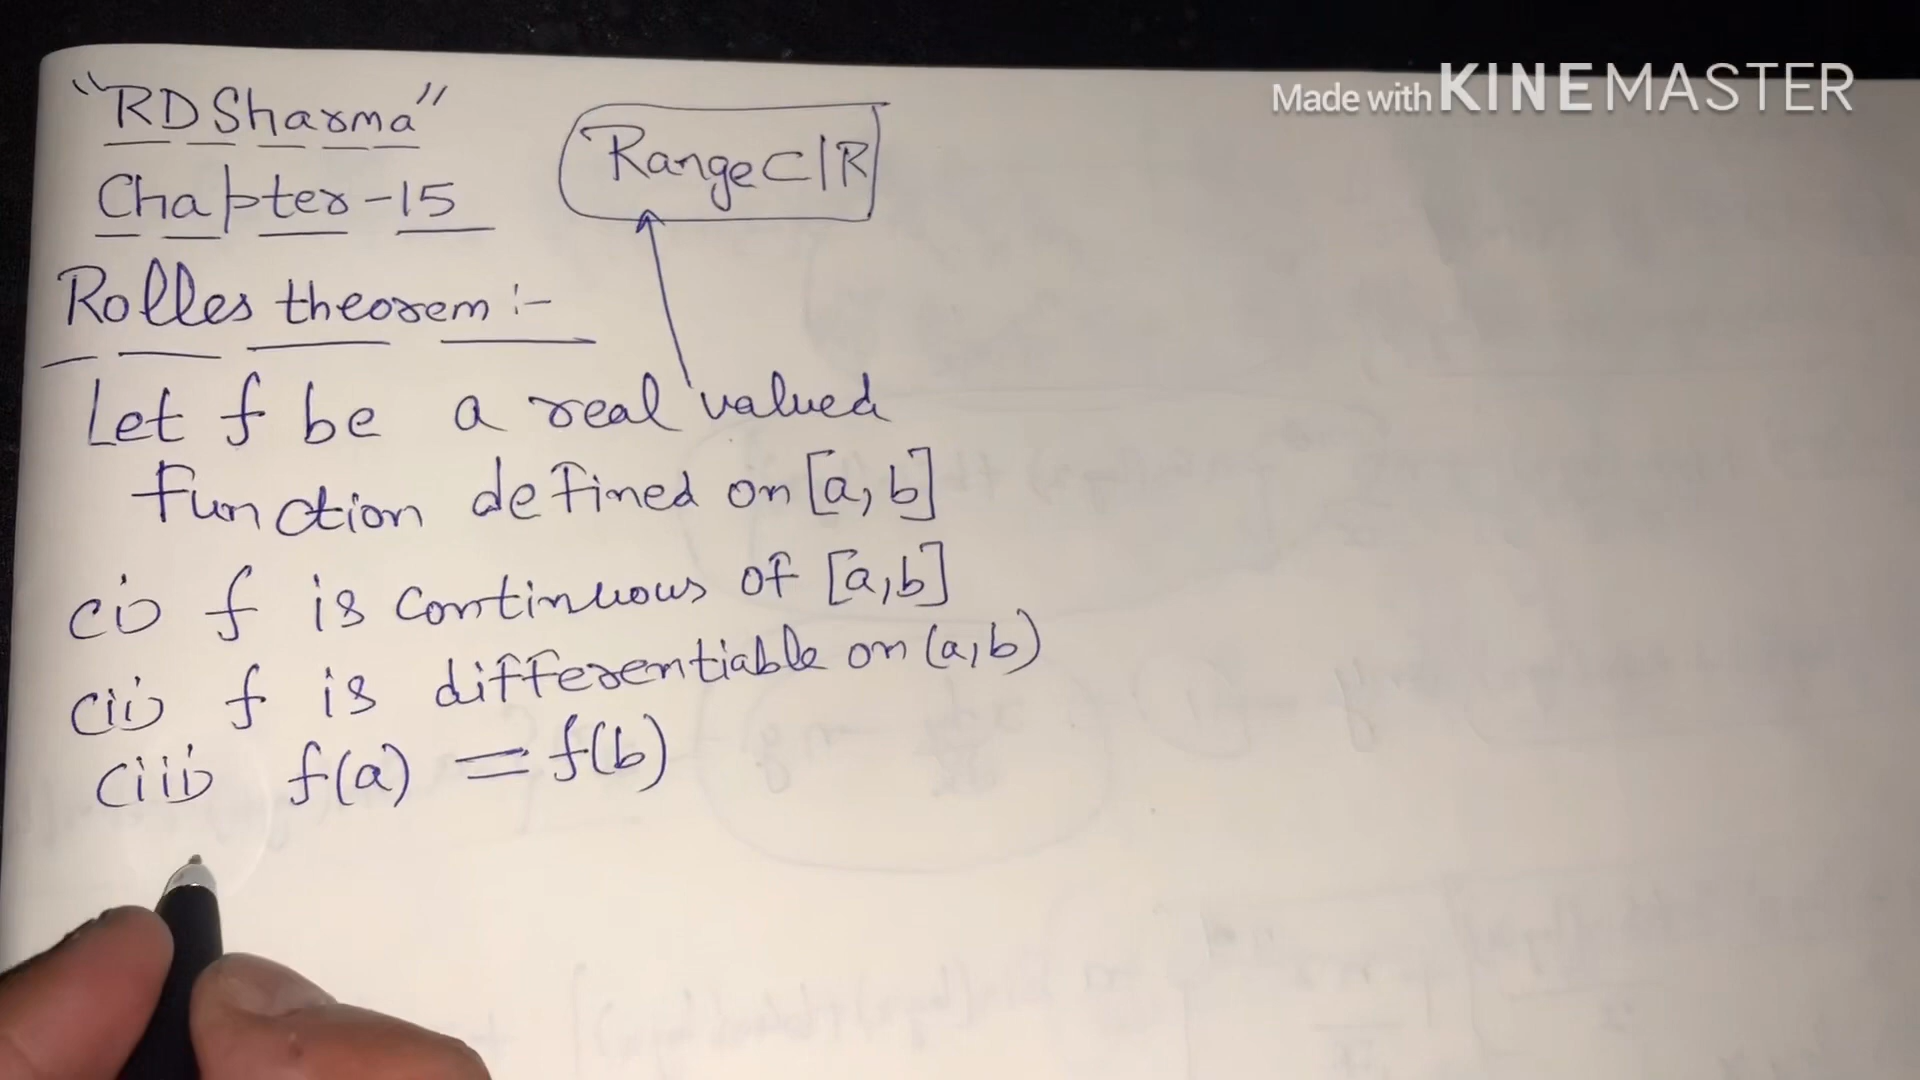 "RD Sharma"
Chapter-15
Range⊂IR
Made with KINEMASTER
Rolles theorem :-
Let f be a real valued
function defined on [a, b]
(i) f is continuous of [a,b]
(ii) f is differentiable on (a,b)
(iii) f(a) = f(b)